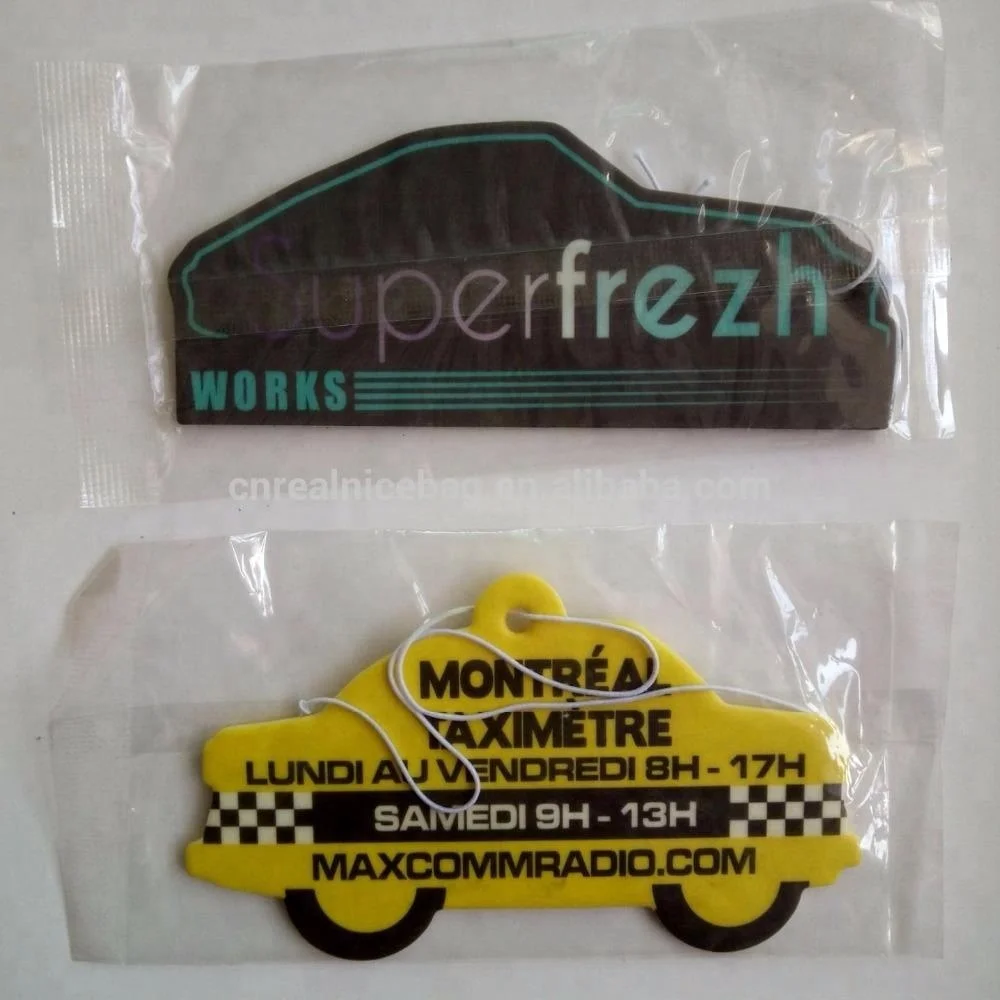 Superfrezh
WORKS
cnrealnicebag.en.alibaba.com
MONTRÉAL
TAXIMÈTRE
LUNDI AU VENDREDI 8H - 17H
SAMEDI 9H - 13H
MAXCOMMRADIO.COM